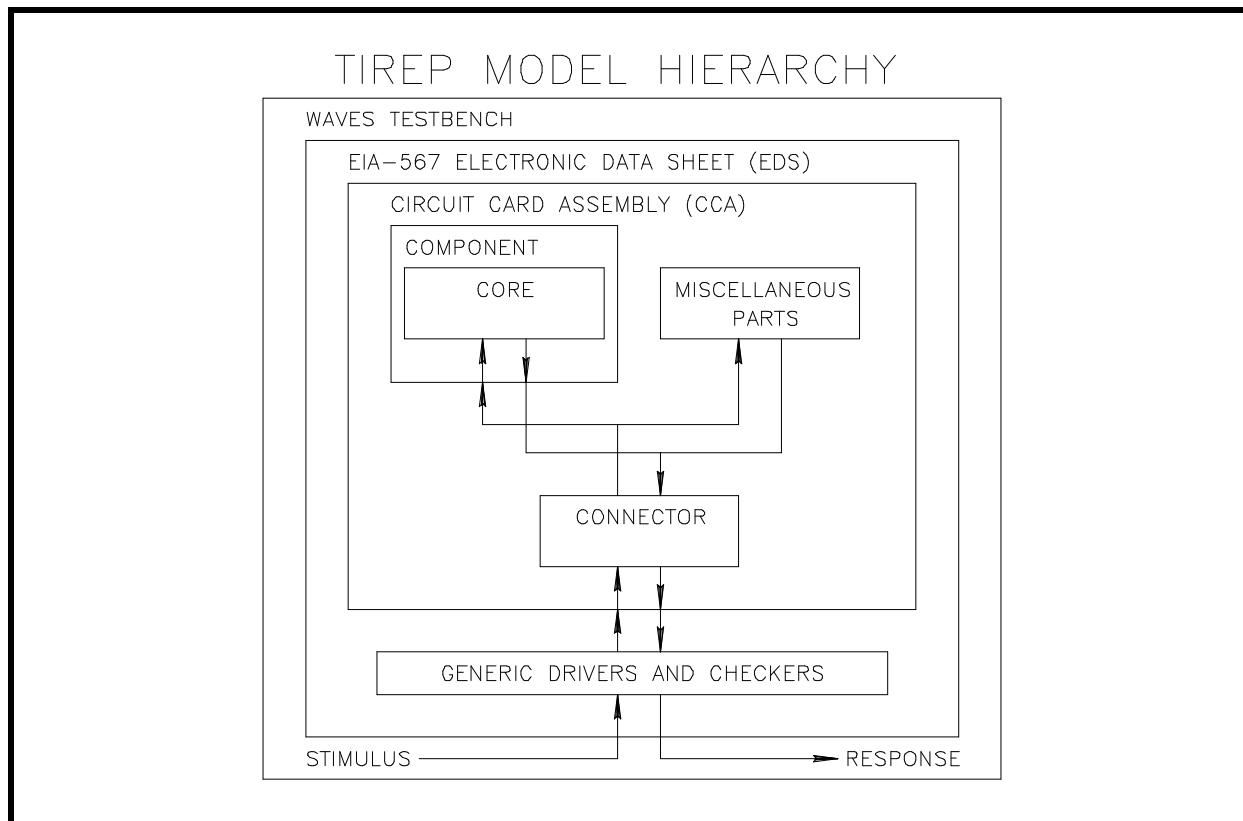 TIREP MODEL HIERARCHY
WAVES TESTBENCH
EIA-567 ELECTRONIC DATA SHEET (EDS)
CIRCUIT CARD ASSEMBLY (CCA)
COMPONENT
CORE
MISCELLANEOUS
PARTS
CONNECTOR
GENERIC DRIVERS AND CHECKERS
STIMULUS
RESPONSE